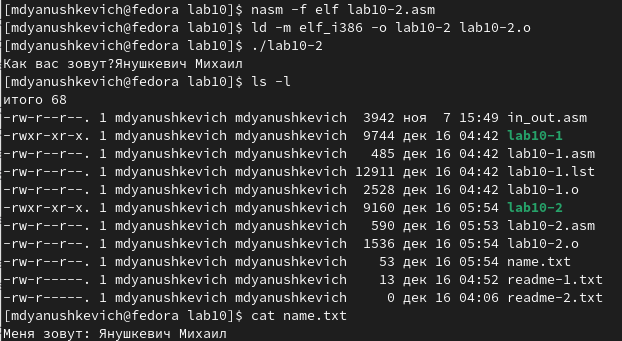 [mdyanushkevich@fedora lab10]$ nasm -f elf lab10-2.asm
[mdyanushkevich@fedora lab10]$ ld -m elf_i386 -o lab10-2 lab10-2.o
[mdyanushkevich@fedora lab10]$ ./lab10-2
Как вас зовут?Янушкевич Михаил
[mdyanushkevich@fedora lab10]$ ls -l
итого 68
-rw-r--r--. 1 mdyanushkevich mdyanushkevich  3942 ноя  7 15:49 in_out.asm
-rwxr-xr-x. 1 mdyanushkevich mdyanushkevich  9744 дек 16 04:42 lab10-1
-rw-r--r--. 1 mdyanushkevich mdyanushkevich   485 дек 16 04:42 lab10-1.asm
-rw-r--r--. 1 mdyanushkevich mdyanushkevich 12911 дек 16 04:42 lab10-1.lst
-rw-r--r--. 1 mdyanushkevich mdyanushkevich  2528 дек 16 04:42 lab10-1.o
-rwxr-xr-x. 1 mdyanushkevich mdyanushkevich  9160 дек 16 05:54 lab10-2
-rw-r--r--. 1 mdyanushkevich mdyanushkevich   590 дек 16 05:53 lab10-2.asm
-rw-r--r--. 1 mdyanushkevich mdyanushkevich  1536 дек 16 05:54 lab10-2.o
-rw-r--r--. 1 mdyanushkevich mdyanushkevich    53 дек 16 05:54 name.txt
-rw-r-----. 1 mdyanushkevich mdyanushkevich    13 дек 16 04:52 readme-1.txt
-rw-r-----. 1 mdyanushkevich mdyanushkevich     0 дек 16 04:06 readme-2.txt
[mdyanushkevich@fedora lab10]$ cat name.txt
Меня зовут: Янушкевич Михаил